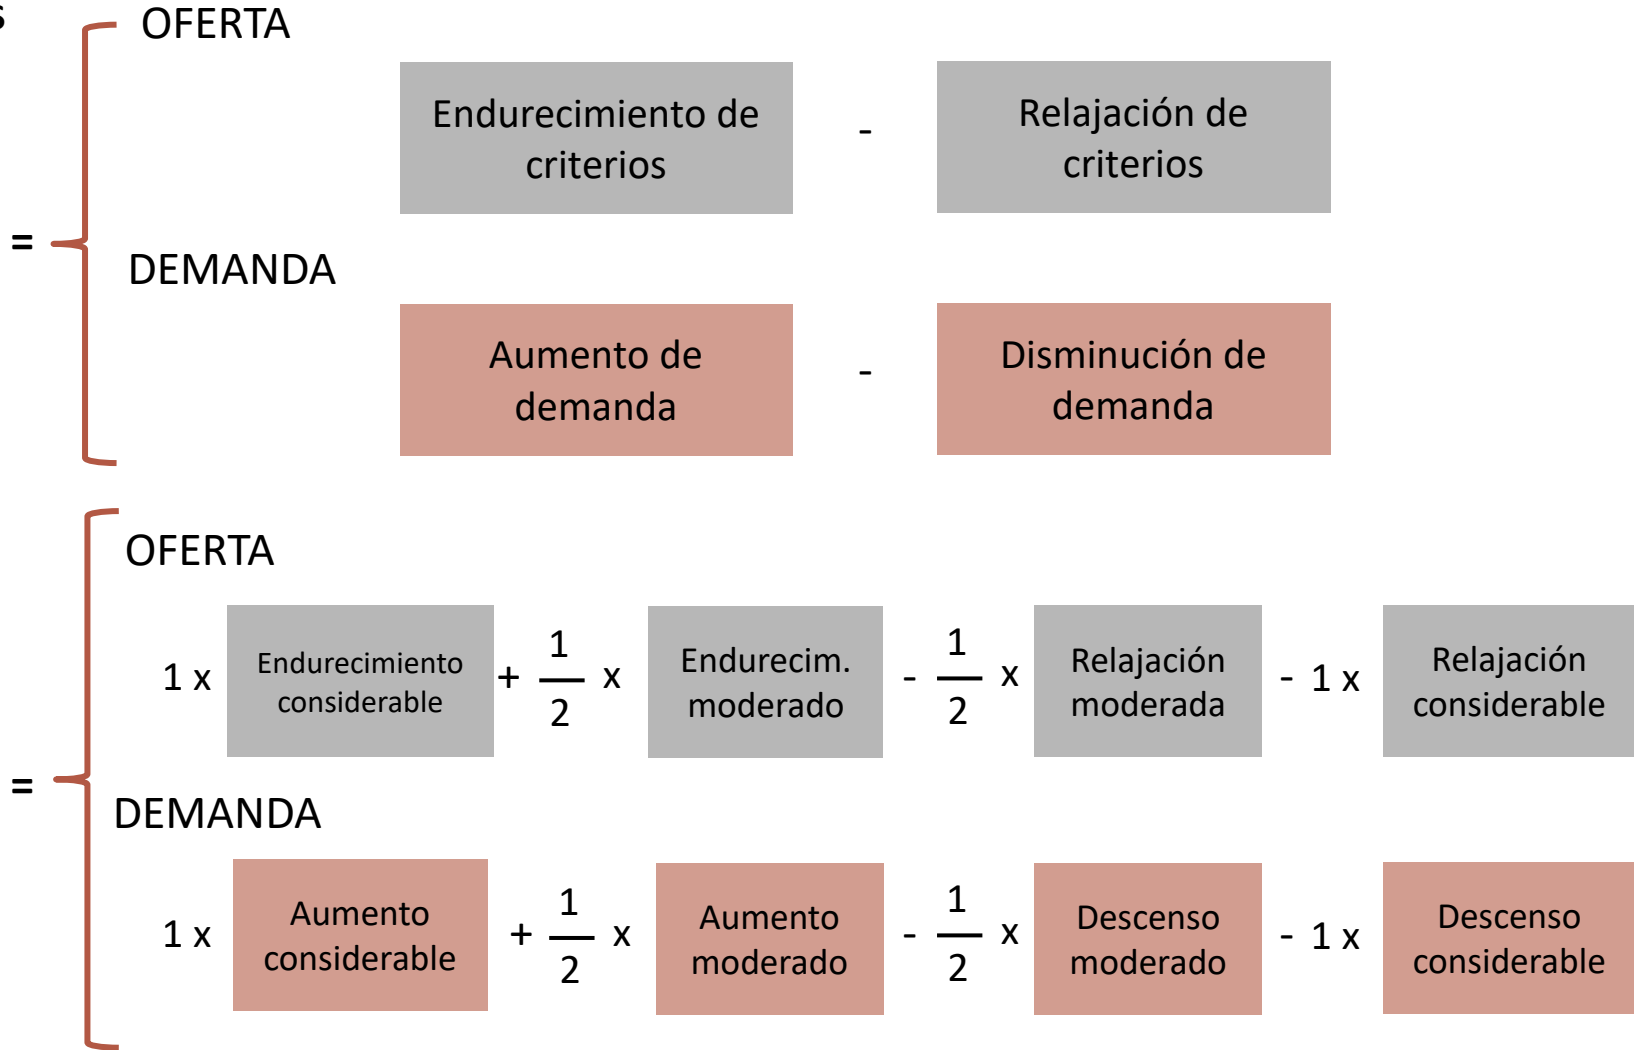 s
OFERTA
Endurecimiento de
criterios
-
Relajación de
criterios
=
DEMANDA
Aumento de
demanda
-
Disminución de
demanda
OFERTA
1 x
Endurecimiento
considerable
+
1
2
x
Endurecim.
moderado
-
1
2
x
Relajación
moderada
- 1 x
Relajación
considerable
=
DEMANDA
1 x
Aumento
considerable
+
1
2
x
Aumento
moderado
-
1
2
x
Descenso
moderado
- 1 x
Descenso
considerable